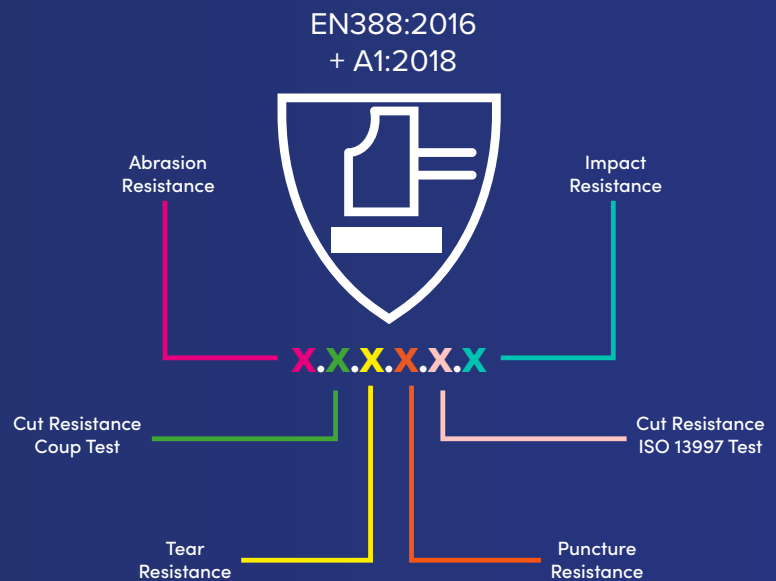 EN388:2016
+ A1:2018
Abrasion
Resistance
Impact
Resistance
X.X.X.X.X.X
Cut Resistance
Coup Test
Cut Resistance
ISO 13997 Test
Tear
Resistance
Puncture
Resistance